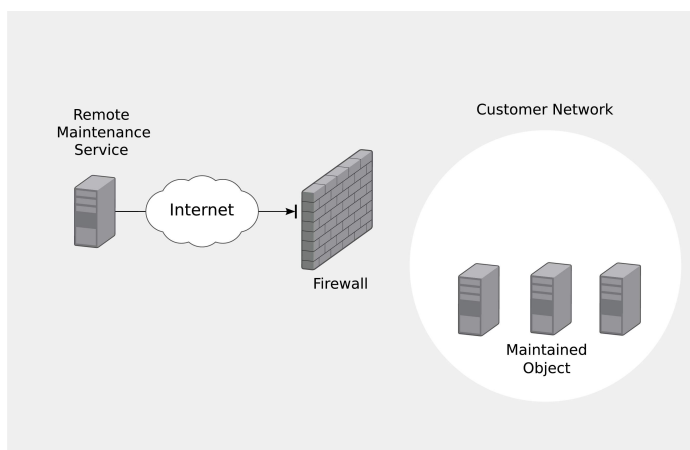 Remote
Maintenance
Service
Internet
Firewall
Customer Network
Maintained
Object